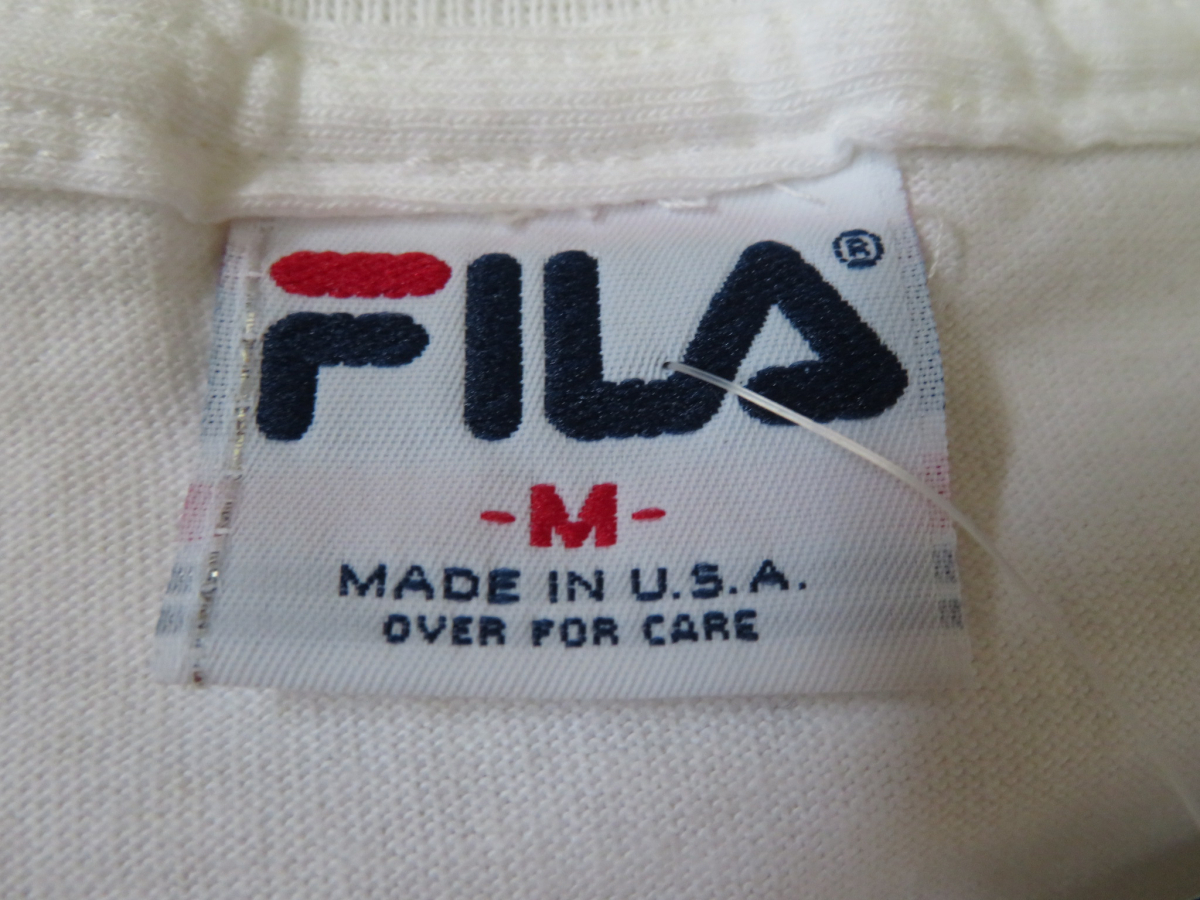 FILA®
-M-
MADE IN U.S.A.
OVER FOR CARE